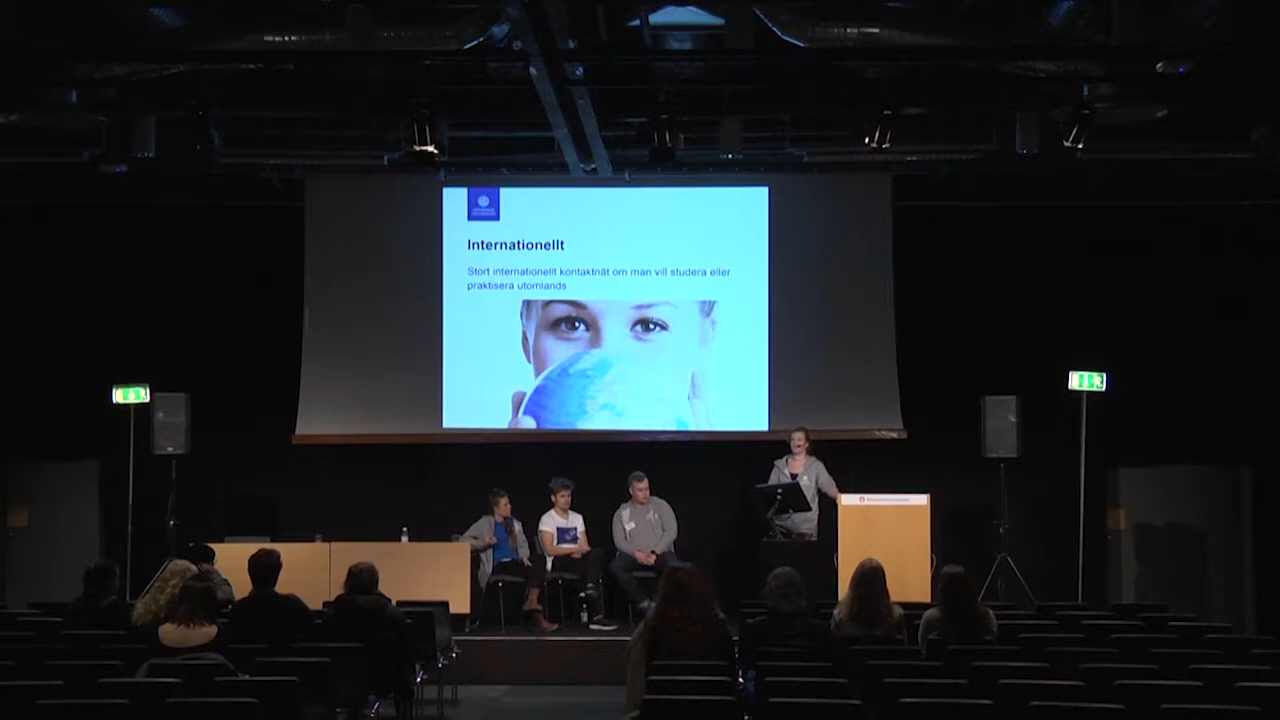 Internationellt
Stort internationellt kontaktnät om man vill studera eller
praktisera utomlands